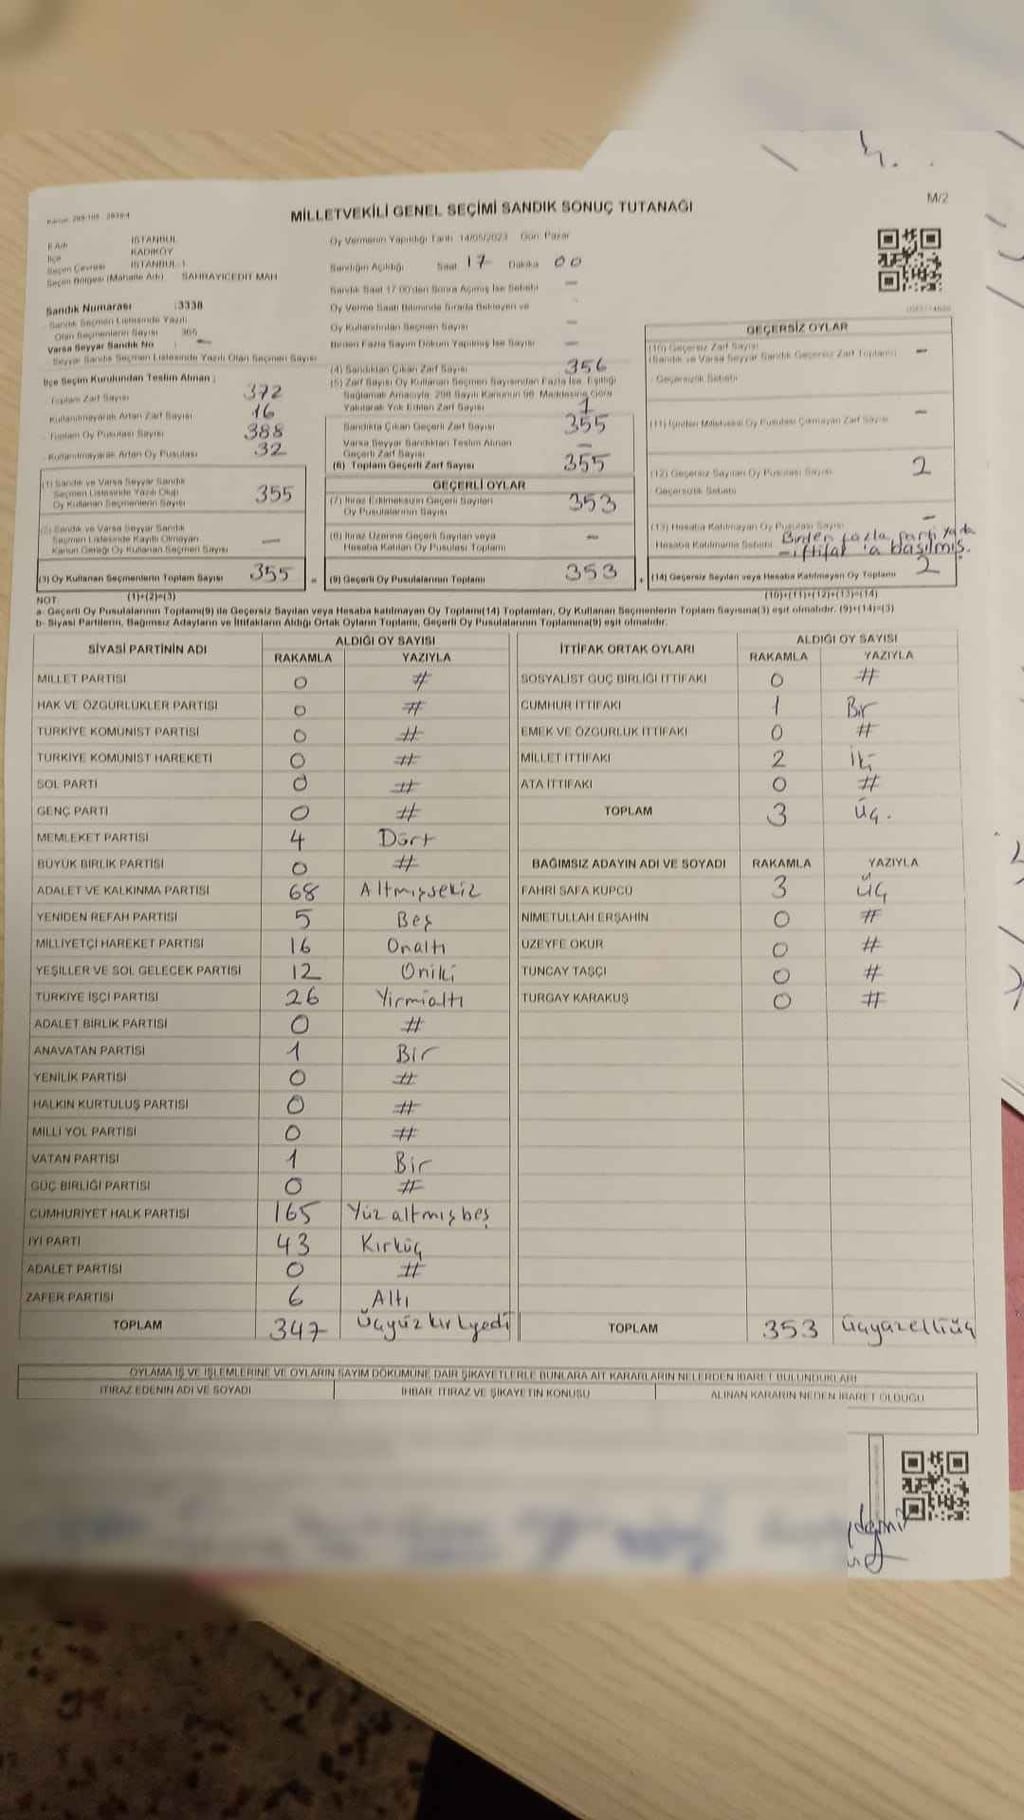 MİLLETVEKİLİ GENEL SEÇİMİ SANDIK SONUÇ TUTANAĞI
M/2
İl Adı İSTANBUL
İlçe KADIKÖY
Seçim Çevresi İSTANBUL-1
Seçim Bölgesi (Mahalle Adı) SAHRAYICEDİT MAH
Sandık Numarası :3338
Sandık Seçmen Listesinde Yazılı
Olan Seçmenlerin Sayısı
Varsa Seyyar Sandık No : -
Seyyar Sandık Seçmen Listesinde Yazılı Olan Seçmen Sayısı
İlçe Seçim Kurulundan Teslim Alınan ;
Toplam Zarf Sayısı 372
Kullanılmayarak Artan Zarf Sayısı 16
Toplam Oy Pusulası Sayısı 388
Kullanılmayarak Artan Oy Pusulası 32
(1) Sandık ve Varsa Seyyar Sandık
Seçmen Listesinde Yazılı Olup
Oy Kullanan Seçmenlerin Sayısı 355
(2) Sandık ve Varsa Seyyar Sandık
Seçmen Listesinde Kayıtlı Olmayan
Kanun Gereği Oy Kullanan Seçmen Sayısı -
(3) Oy Kullanan Seçmenlerin Toplam Sayısı 355 =
(1)+(2)=(3)
Oy Vermenin Yapıldığı Tarih 14/05/2023 Gün: Pazar
Sandığın Açıldığı Saat 17 Dakika 00
Sandık Saat 17.00'den Sonra Açılmış İse Sebebi -
Oy Verme Saati Bitiminde Sırada Bekleyen ve
Oy Kullandırılan Seçmen Sayısı -
Birden Fazla Sayım Döküm Yapılmış İse Sayısı -
(4) Sandıktan Çıkan Zarf Sayısı 356
(5) Zarf Sayısı Oy Kullanan Seçmen Sayısından Fazla İse, Eşitliği
Sağlamak Amacıyla, 298 Sayılı Kanunun 98. Maddesine Göre
Yakılarak Yok Edilen Zarf Sayısı 1
Sandıkta Çıkan Geçerli Zarf Sayısı 355
Varsa Seyyar Sandıktan Teslim Alınan
Geçerli Zarf Sayısı -
(6) Toplam Geçerli Zarf Sayısı 355
GEÇERLİ OYLAR
(7) İtiraz Edilmeksizin Geçerli Sayılan
Oy Pusulalarının Sayısı 353
(8) İtiraz Üzerine Geçerli Sayılan veya
Hesaba Katılan Oy Pusulası Toplamı -
(9) Geçerli Oy Pusulalarının Toplamı 353 +
GEÇERSİZ OYLAR
(10) Geçersiz Zarf Sayısı
(Sandık ve Varsa Seyyar Sandık Geçersiz Zarf Toplamı) -
Geçersizlik Sebebi
(11) İçinden Milletvekili Oy Pusulası Çıkmayan Zarf Sayısı -
(12) Geçersiz Sayılan Oy Pusulası Sayısı 2
Geçersizlik Sebebi
(13) Hesaba Katılmayan Oy Pusulası Sayısı -
Hesaba Katılmama Sebebi Birden fazla parti ya da
- iftifak 'a basılmış.
(14) Geçersiz Sayılan veya Hesaba Katılmayan Oy Toplamı 2
(10)+(11)+(12)+(13)=(14)
NOT:
a- Geçerli Oy Pusulalarının Toplamı(9) ile Geçersiz Sayılan veya Hesaba katılmayan Oy Toplamı(14) Toplamları, Oy Kullanan Seçmenlerin Toplam Sayısına(3) eşit olmalıdır. (9)+(14)=(3)
b- Siyasi Partilerin, Bağımsız Adayların ve İttifakların Aldığı Ortak Oyların Toplamı, Geçerli Oy Pusulalarının Toplamına(9) eşit olmalıdır.
SİYASİ PARTİNİN ADI ALDIĞI OY SAYISI
RAKAMLA YAZIYLA
MİLLET PARTİSİ 0 #
HAK VE ÖZGÜRLÜKLER PARTİSİ 0 #
TÜRKİYE KOMÜNİST PARTİSİ 0 #
TÜRKİYE KOMÜNİST HAREKETİ 0 #
SOL PARTİ 0 #
GENÇ PARTİ 0 #
MEMLEKET PARTİSİ 4 Dört
BÜYÜK BİRLİK PARTİSİ 0 #
ADALET VE KALKINMA PARTİSİ 68 Altmışsekiz
YENİDEN REFAH PARTİSİ 5 Beş
MİLLİYETÇİ HAREKET PARTİSİ 16 Onaltı
YEŞİLLER VE SOL GELECEK PARTİSİ 12 Oniki
TÜRKİYE İŞÇİ PARTİSİ 26 Yirmialtı
ADALET BİRLİK PARTİSİ 0 #
ANAVATAN PARTİSİ 1 Bir
YENİLİK PARTİSİ 0 #
HALKIN KURTULUŞ PARTİSİ 0 #
MİLLİ YOL PARTİSİ 0 #
VATAN PARTİSİ 1 Bir
GÜÇ BİRLİĞİ PARTİSİ 0 #
CUMHURİYET HALK PARTİSİ 165 Yüz altmış beş
İYİ PARTİ 43 Kırküç
ADALET PARTİSİ 0 #
ZAFER PARTİSİ 6 Altı
TOPLAM 347 Üçyüz kırkyedi
İTTİFAK ORTAK OYLARI ALDIĞI OY SAYISI
RAKAMLA YAZIYLA
SOSYALİST GÜÇ BİRLİĞİ İTTİFAKI 0 #
CUMHUR İTTİFAKI 1 Bir
EMEK VE ÖZGÜRLÜK İTTİFAKI 0 #
MİLLET İTTİFAKI 2 İki
ATA İTTİFAKI 0 #
TOPLAM 3 Üç.
BAĞIMSIZ ADAYIN ADI VE SOYADI RAKAMLA YAZIYLA
FAHRİ SAFA KÜPCÜ 3 Üç
NİMETULLAH ERŞAHİN 0 #
UZEYFE OKUR 0 #
TUNCAY TAŞÇI 0 #
TURGAY KARAKUŞ 0 #
TOPLAM 353 Üçyüzelliüç
OYLAMA İŞ VE İŞLEMLERİNE VE OYLARIN SAYIM DÖKÜMÜNE DAİR ŞİKAYETLERLE BUNLARA AİT KARARLARIN NELERDEN İBARET BULUNDUKLARI
İTİRAZ EDENİN ADI VE SOYADI İHBAR, İTİRAZ VE ŞİKAYETİN KONUSU ALINAN KARARIN NEDEN İBARET OLDUĞU